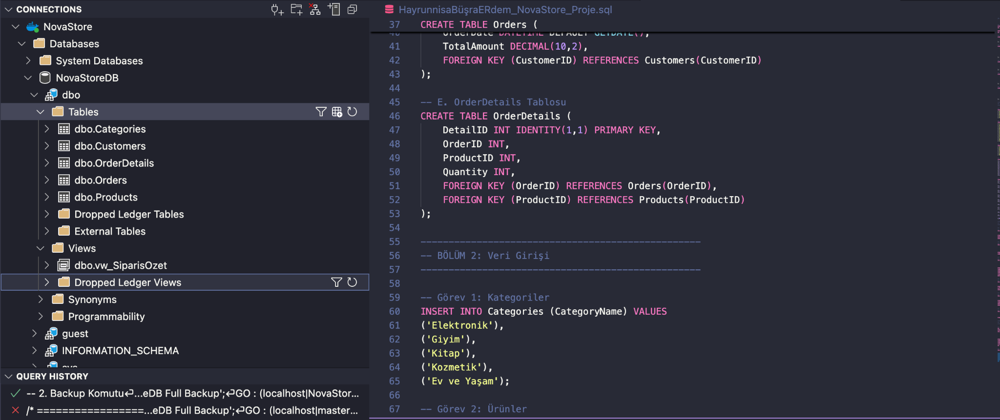 CONNECTIONS
NovaStore
Databases
System Databases
NovaStoreDB
dbo
Tables
dbo.Categories
dbo.Customers
dbo.OrderDetails
dbo.Orders
dbo.Products
Dropped Ledger Tables
External Tables
Views
dbo.vw_SiparisOzet
Dropped Ledger Views
Synonyms
Programmability
guest
INFORMATION_SCHEMA
sys
QUERY HISTORY
-- 2. Backup Komutu↵...eDB Full Backup';↵GO : (localhost|NovaStor...
/* =================...eDB Full Backup';↵GO : (localhost|master...
HayrunnisaBüşraERdem_NovaStore_Proje.sql
37 CREATE TABLE Orders (
40 OrderDate DATETIME DEFAULT GETDATE(),
41 TotalAmount DECIMAL(10,2),
42 FOREIGN KEY (CustomerID) REFERENCES Customers(CustomerID)
43 );
44
45 -- E. OrderDetails Tablosu
46 CREATE TABLE OrderDetails (
47 DetailID INT IDENTITY(1,1) PRIMARY KEY,
48 OrderID INT,
49 ProductID INT,
50 Quantity INT,
51 FOREIGN KEY (OrderID) REFERENCES Orders(OrderID),
52 FOREIGN KEY (ProductID) REFERENCES Products(ProductID)
53 );
54
55 --------------------------------------------------
56 -- BÖLÜM 2: Veri Girişi
57 --------------------------------------------------
58
59 -- Görev 1: Kategoriler
60 INSERT INTO Categories (CategoryName) VALUES
61 ('Elektronik'),
62 ('Giyim'),
63 ('Kitap'),
64 ('Kozmetik'),
65 ('Ev ve Yaşam');
66
67 -- Görev 2: Ürünler